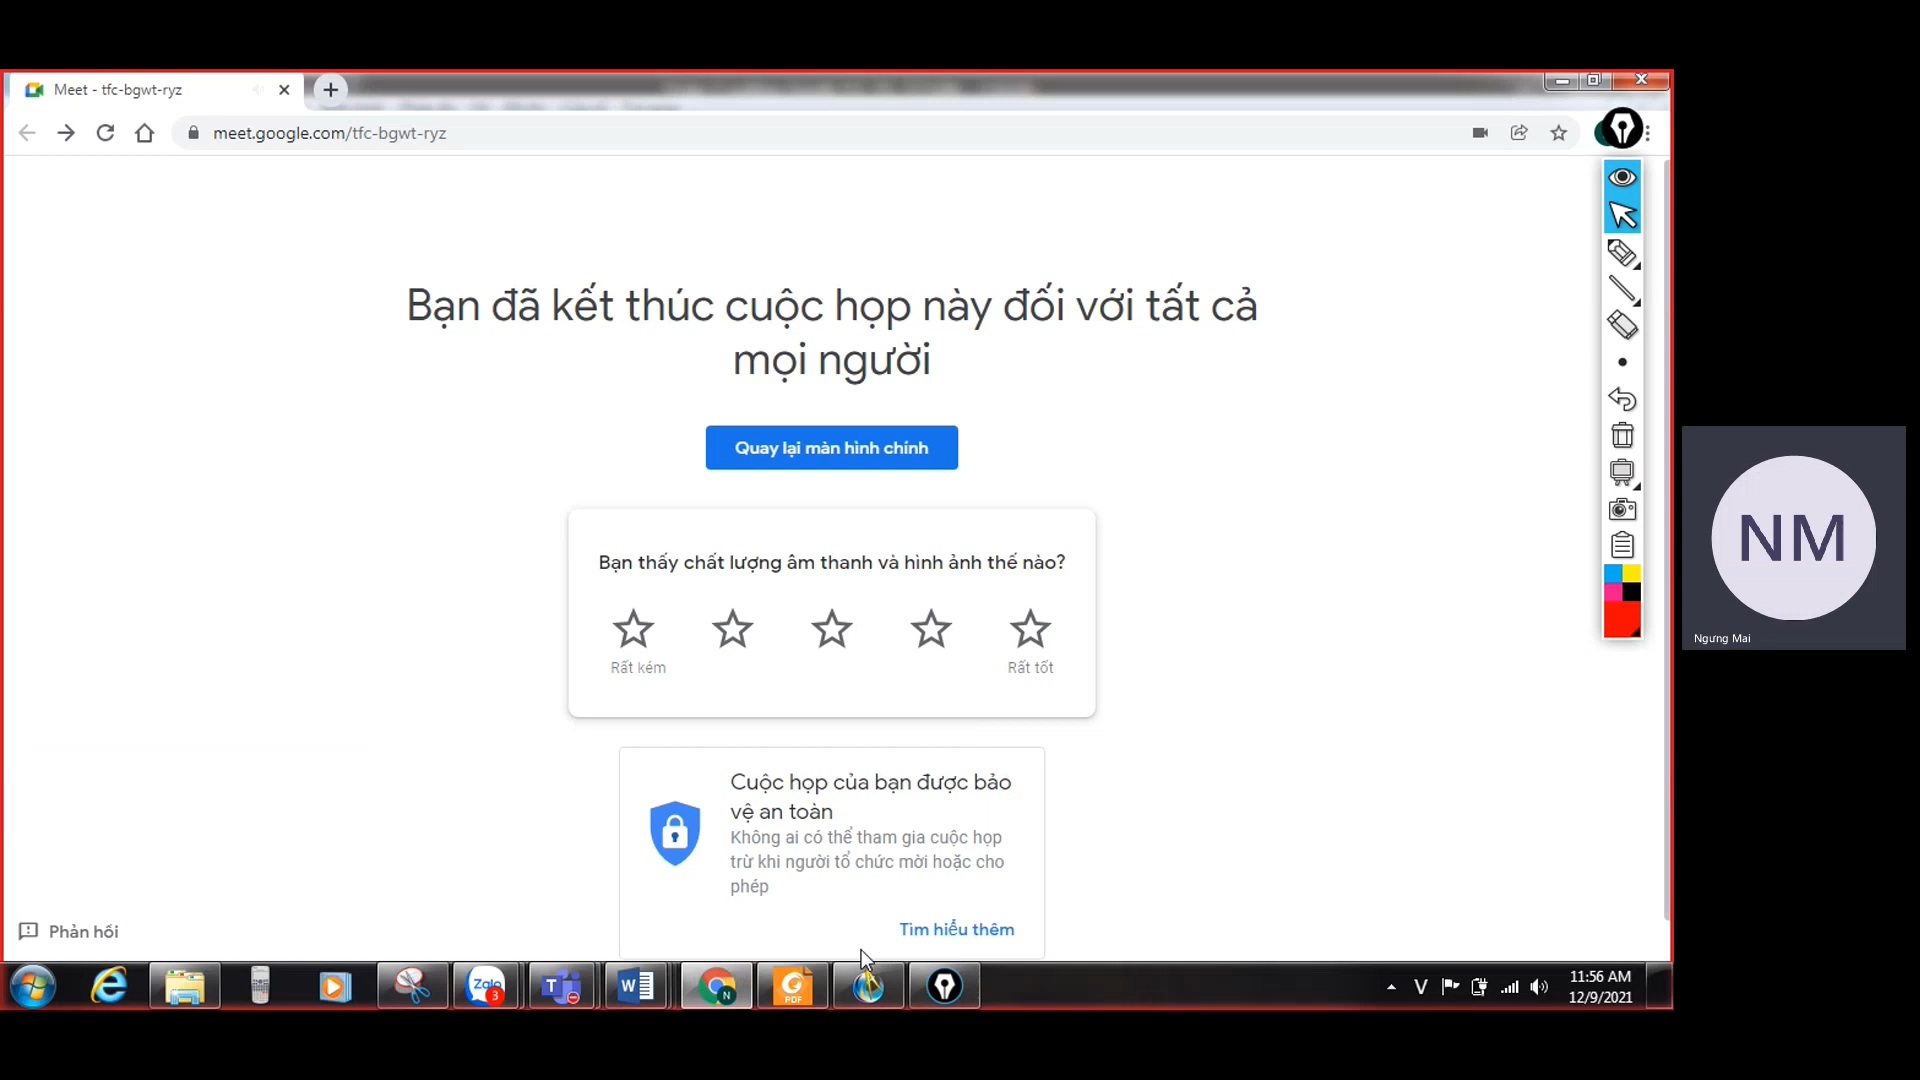 Meet - tfc-bgwt-ryz
meet.google.com/tfc-bgwt-ryz
Bạn đã kết thúc cuộc họp này đối với tất cả
mọi người
Quay lại màn hình chính
Bạn thấy chất lượng âm thanh và hình ảnh thế nào?
Rất kém
Rất tốt
Cuộc họp của bạn được bảo
vệ an toàn
Không ai có thể tham gia cuộc họp
trừ khi người tổ chức mời hoặc cho
phép
Tìm hiểu thêm
Phản hồi
NM
Ngưng Mai
Zalo
3
T
W
N
PDF
V
11:56 AM
12/9/2021